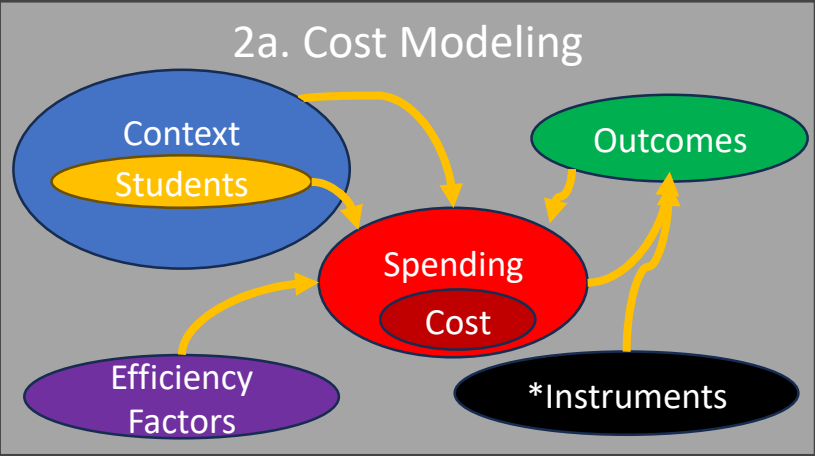 2a. Cost Modeling
Context
Students
Outcomes
Spending
Cost
Efficiency
Factors
*Instruments